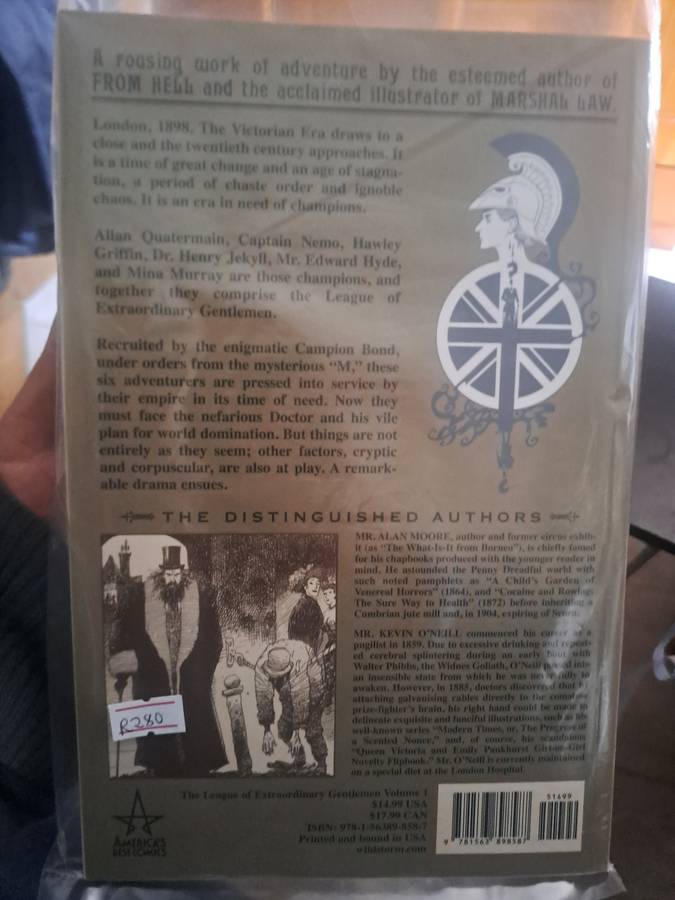 A rousing work of adventure by the esteemed author of
FROM HELL and the acclaimed illustrator of MARSHAL LAW.
London, 1898. The Victorian Era draws to a
close and the twentieth century approaches. It
is a time of great change and an age of stagna-
tion, a period of chaste order and ignoble
chaos. It is an era in need of champions.
Allan Quatermain, Captain Nemo, Hawley
Griffin, Dr. Henry Jekyll, Mr. Edward Hyde,
and Mina Murray are those champions, and
together they comprise the League of
Extraordinary Gentlemen.
Recruited by the enigmatic Campion Bond,
under orders from the mysterious "M," these
six adventurers are pressed into service by
their empire in its time of need. Now they
must face the nefarious Doctor and his vile
plan for world domination. But things are not
entirely as they seem; other factors, cryptic
and corpuscular, are also at play. A remark-
able drama ensues.
THE DISTINGUISHED AUTHORS
MR. ALAN MOORE, author and former circus exhib-
it (as "The What-Is-It from Borneo"), is chiefly famed
for his chapbooks produced with the younger reader in
mind. He astounded the Penny Dreadful world with
such noted pamphlets as "A Child's Garden of
Venereal Horrors" (1864), and "Cocaine and Rowing:
The Sure Way to Health" (1872) before inheriting a
Cumbrian jute mill and, in 1904, expiring of Scorn.
MR. KEVIN O'NEILL commenced his career as a
pugilist in 1859. Due to excessive drinking and repeat-
ed cerebral splintering during an early bout with
Walter Phibbs, the Widnes Goliath, O'Neill passed into
an insensible state from which he was never fully to
awaken. However, in 1885, doctors discovered that by
attaching galvanising cables directly to the comatose
prize-fighter's brain, his right hand could be made to
delineate exquisite and fanciful illustrations, such as his
well-known series "Modern Times, or, The Progress of
a Scented Nonce," and, of course, his scandalous
"Queen Victoria and Emily Pankhurst Girl-on-Girl
Novelty Flipbook." Mr. O'Neill is currently maintained
on a special diet at the London Hospital.
R280
AMERICA'S
BEST COMICS
The League of Extraordinary Gentlemen Volume 1
$14.99 USA
$17.99 CAN
ISBN: 978-1-56389-858-7
Printed and bound in USA
wildstorm.com
51499
9 781563 898587